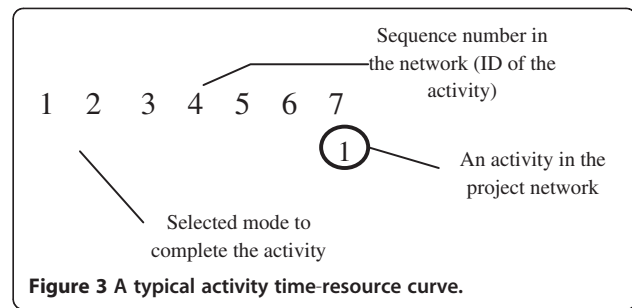 Sequence number in
the network (ID of the
activity)
1 2 3 4 5 6 7
1
An activity in the
project network
Selected mode to
complete the activity
Figure 3 A typical activity time-resource curve.